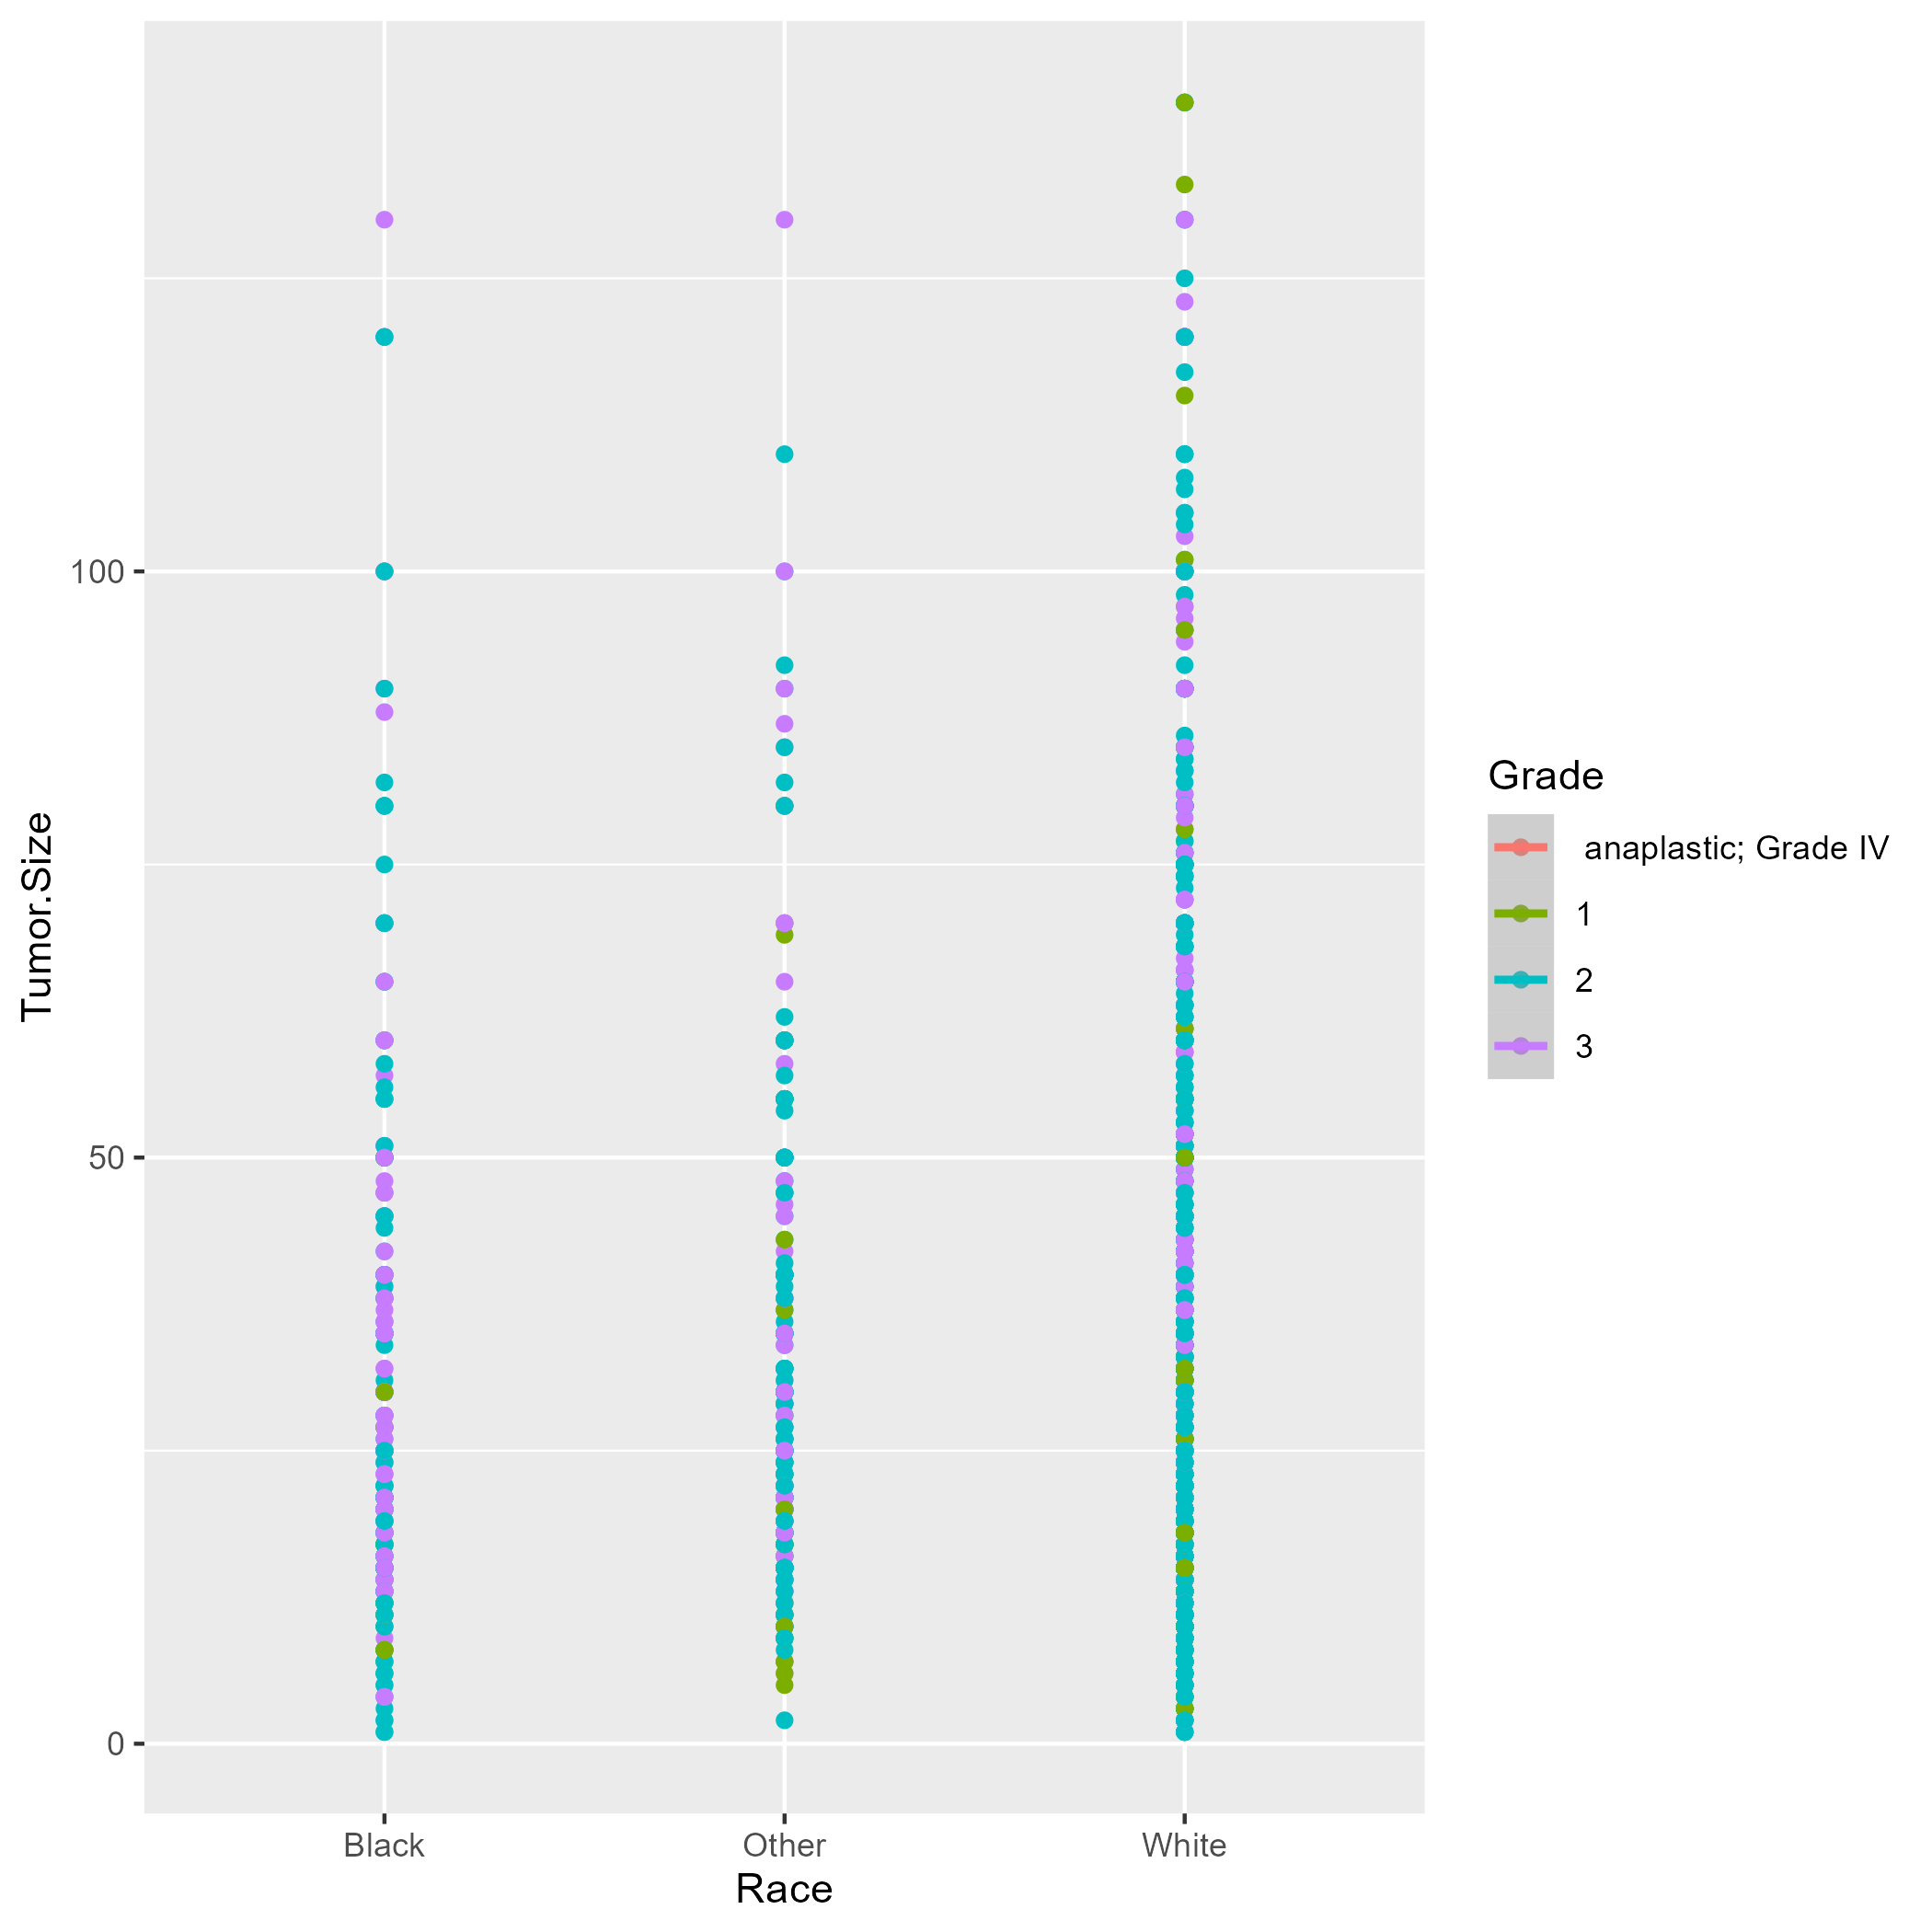 Tumor.Size
100
50
0
Black
Other
White
Race
Grade
anaplastic; Grade IV
1
2
3